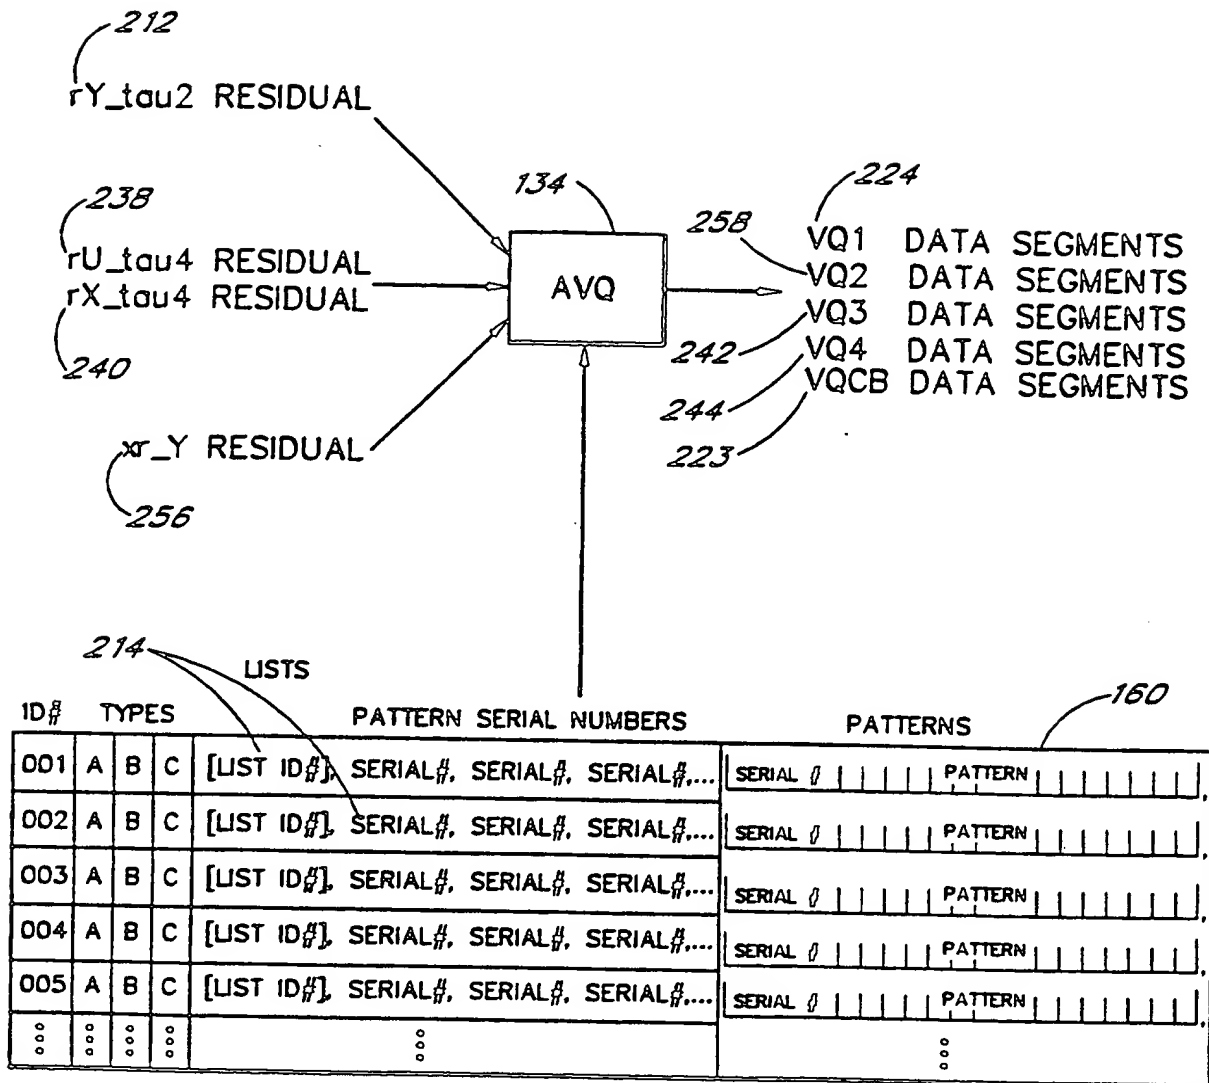 212
rY_tau2 RESIDUAL
238
rU_tau4 RESIDUAL
rX_tau4 RESIDUAL
240
xr_Y RESIDUAL
256
134
AVQ
224
258
VQ1 DATA SEGMENTS
VQ2 DATA SEGMENTS
VQ3 DATA SEGMENTS
242
VQ4 DATA SEGMENTS
244
VQCB DATA SEGMENTS
223
214
LISTS
160
ID# TYPES PATTERN SERIAL NUMBERS PATTERNS
001 A B C [LIST ID#], SERIAL#, SERIAL#, SERIAL#,... SERIAL # PATTERN ,
002 A B C [LIST ID#], SERIAL#, SERIAL#, SERIAL#,... SERIAL # PATTERN ,
003 A B C [LIST ID#], SERIAL#, SERIAL#, SERIAL#,... SERIAL # PATTERN ,
004 A B C [LIST ID#], SERIAL#, SERIAL#, SERIAL#,... SERIAL # PATTERN ,
005 A B C [LIST ID#], SERIAL#, SERIAL#, SERIAL#,... SERIAL # PATTERN ,